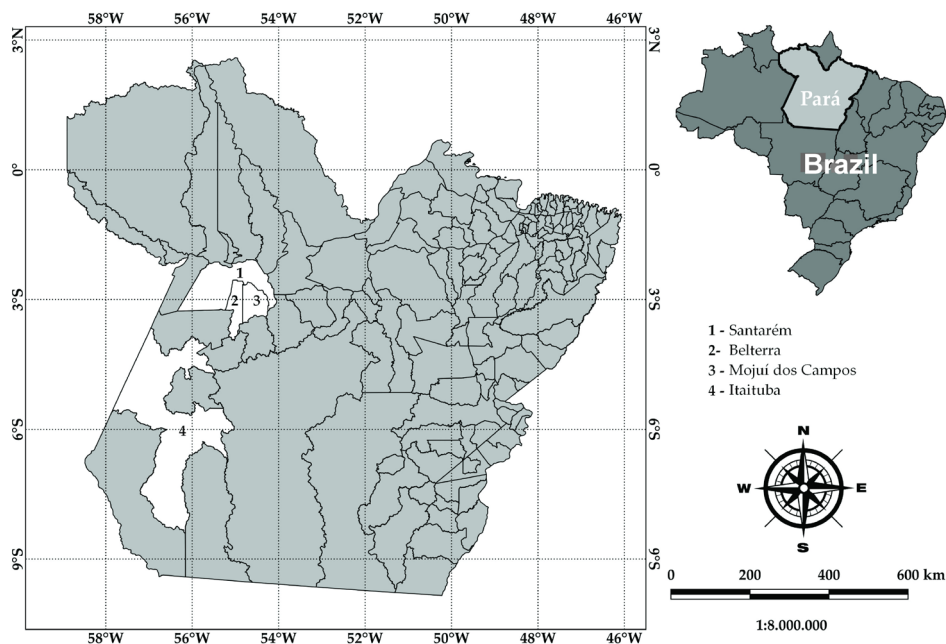 58°W 56°W 54°W 52°W 50°W 48°W 46°W
3°N
0°
3°S
6°S
9°S
1
2
3
4
3°N
0°
3°S
6°S
9°S
58°W 56°W 54°W 52°W 50°W 48°W 46°W
Pará
Brazil
1 - Santarém
2- Belterra
3 - Mojuí dos Campos
4 - Itaituba
N
W E
S
0 200 400 600 km
1:8.000.000